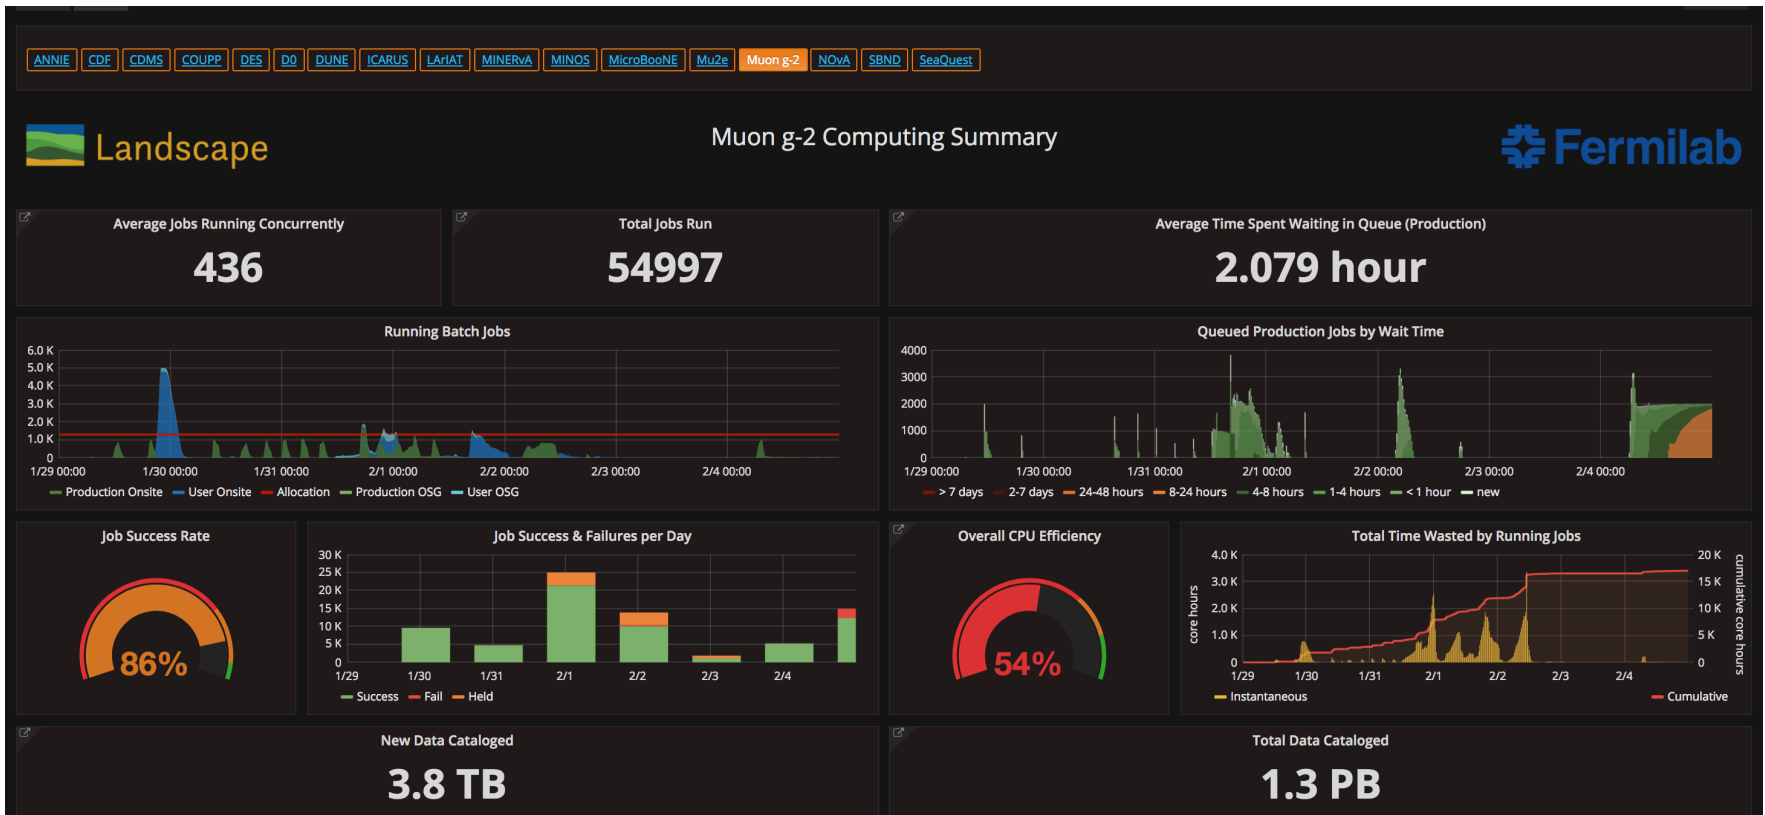 ANNIE CDF CDMS COUPP DES D0 DUNE ICARUS LArIAT MINERvA MINOS MicroBooNE Mu2e Muon g-2 NOvA SBND SeaQuest
Landscape
Muon g-2 Computing Summary
Fermilab
Average Jobs Running Concurrently
436
Total Jobs Run
54997
Average Time Spent Waiting in Queue (Production)
2.079 hour
Running Batch Jobs
6.0 K
5.0 K
4.0 K
3.0 K
2.0 K
1.0 K
0
1/29 00:00 1/30 00:00 1/31 00:00 2/1 00:00 2/2 00:00 2/3 00:00 2/4 00:00
Production Onsite User Onsite Allocation Production OSG User OSG
Queued Production Jobs by Wait Time
4000
3000
2000
1000
0
1/29 00:00 1/30 00:00 1/31 00:00 2/1 00:00 2/2 00:00 2/3 00:00 2/4 00:00
> 7 days 2-7 days 24-48 hours 8-24 hours 4-8 hours 1-4 hours < 1 hour new
Job Success Rate
86%
Job Success & Failures per Day
30 K
25 K
20 K
15 K
10 K
5 K
0
1/29 1/30 1/31 2/1 2/2 2/3 2/4
Success Fail Held
Overall CPU Efficiency
54%
Total Time Wasted by Running Jobs
core hours
4.0 K
3.0 K
2.0 K
1.0 K
0
20 K
15 K
10 K
5 K
0
cumulative core hours
1/29 1/30 1/31 2/1 2/2 2/3 2/4
Instantaneous Cumulative
New Data Cataloged
3.8 TB
Total Data Cataloged
1.3 PB